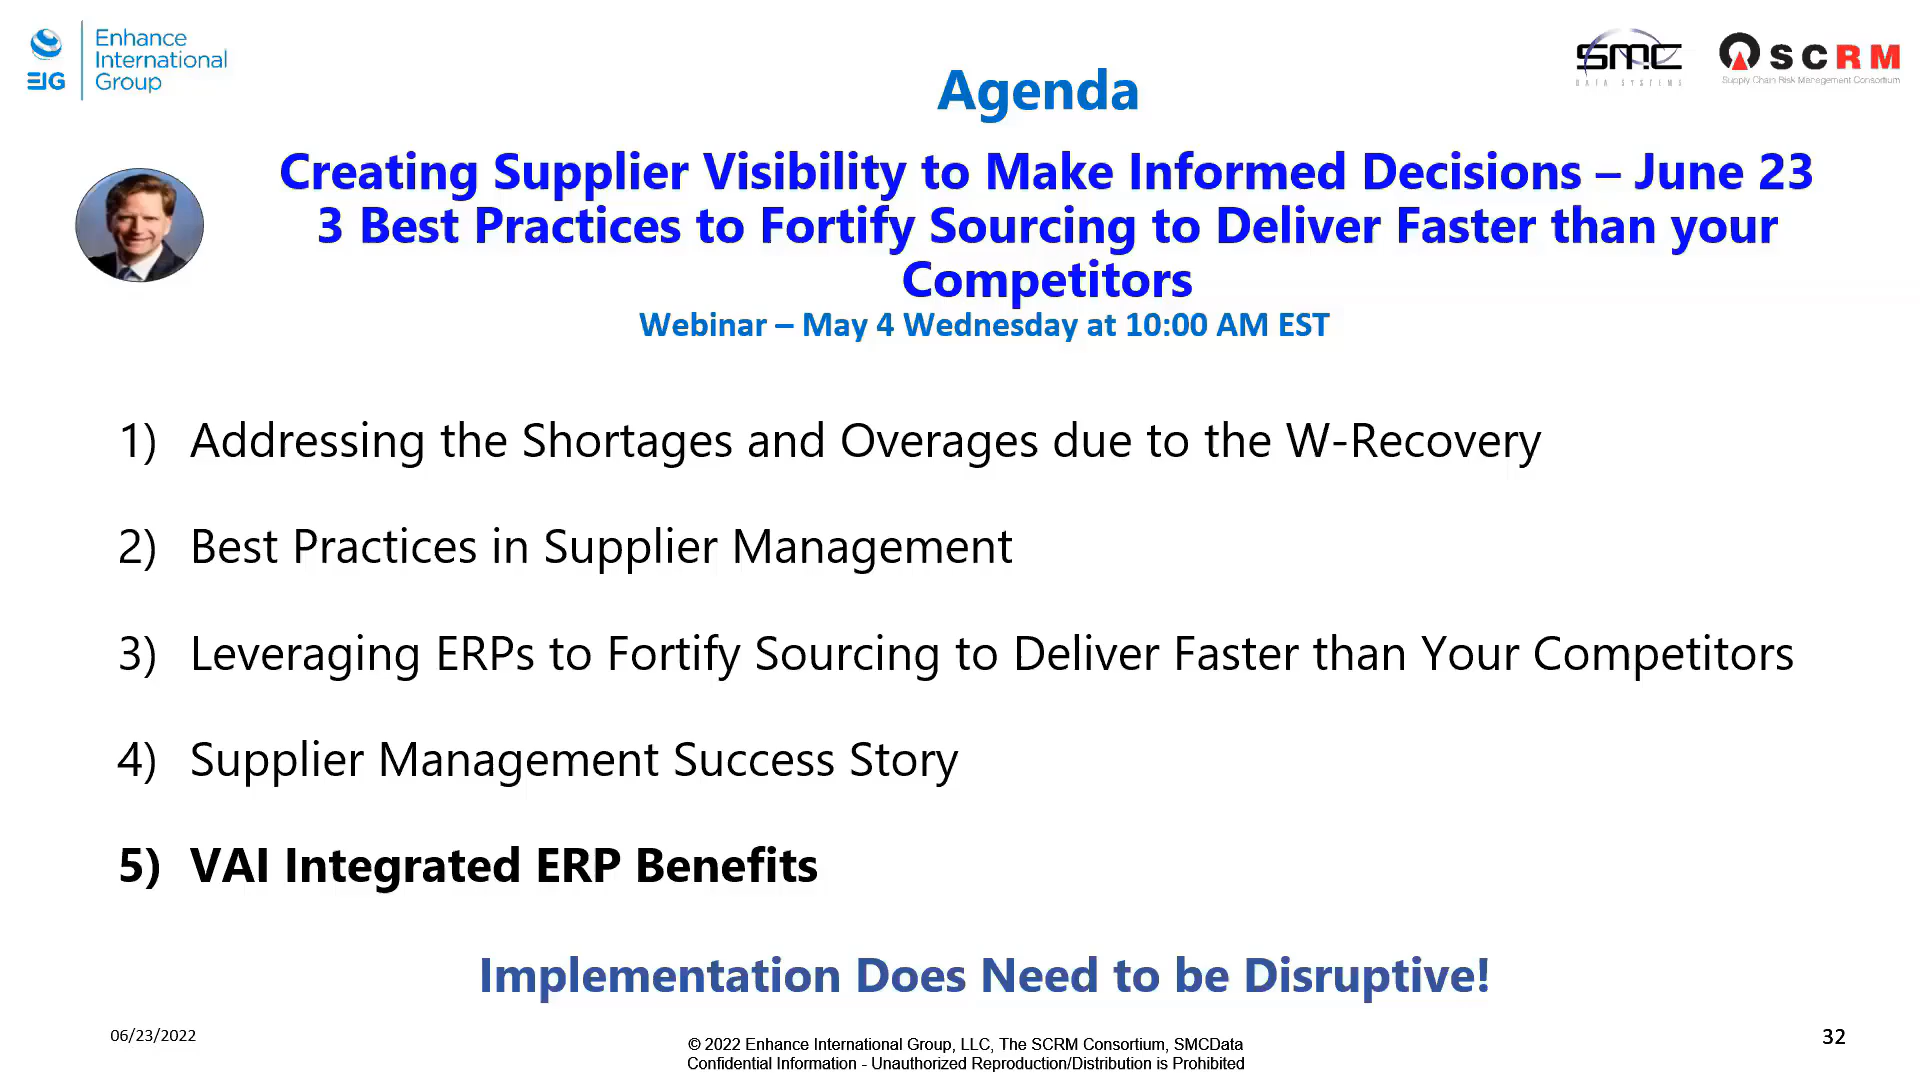 Enhance
International
Group
EIG
SMC
DATA SYSTEMS
SCRM
Supply Chain Risk Management Consortium
Agenda
Creating Supplier Visibility to Make Informed Decisions – June 23
3 Best Practices to Fortify Sourcing to Deliver Faster than your
Competitors
Webinar – May 4 Wednesday at 10:00 AM EST
1) Addressing the Shortages and Overages due to the W-Recovery
2) Best Practices in Supplier Management
3) Leveraging ERPs to Fortify Sourcing to Deliver Faster than Your Competitors
4) Supplier Management Success Story
5) VAI Integrated ERP Benefits
Implementation Does Need to be Disruptive!
06/23/2022
© 2022 Enhance International Group, LLC, The SCRM Consortium, SMCData
Confidential Information - Unauthorized Reproduction/Distribution is Prohibited
32